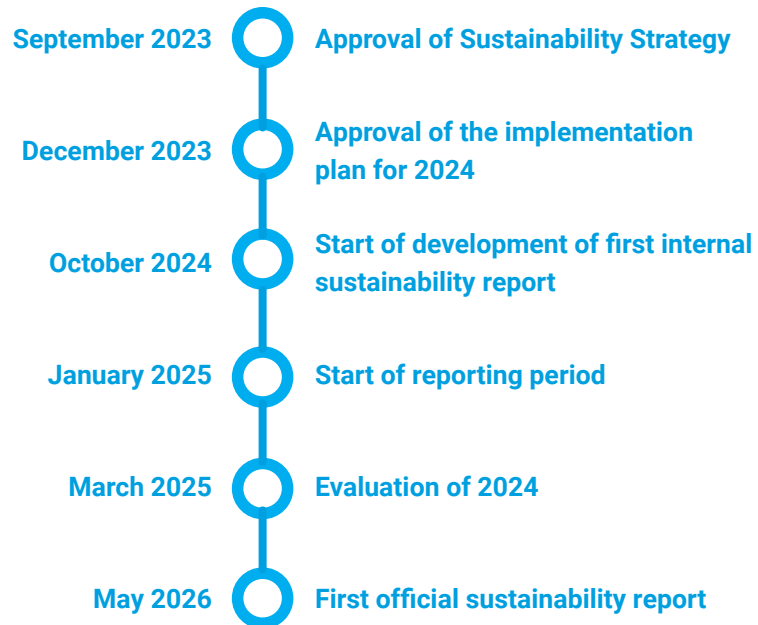 September 2023 Approval of Sustainability Strategy
December 2023 Approval of the implementation
plan for 2024
October 2024 Start of development of first internal
sustainability report
January 2025 Start of reporting period
March 2025 Evaluation of 2024
May 2026 First official sustainability report